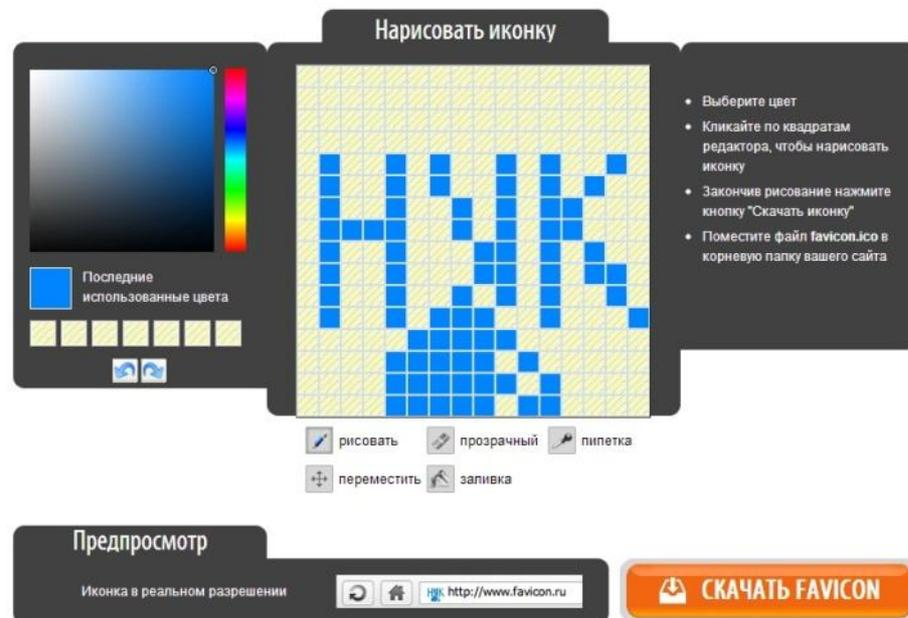 Нарисовать иконку
Последние
использованные цвета
• Выберите цвет
• Кликайте по квадратам
редактора, чтобы нарисовать
иконку
• Закончив рисование нажмите
кнопку "Скачать иконку"
• Поместите файл favicon.ico в
корневую папку вашего сайта
НУК
рисовать прозрачный пипетка
переместить заливка
Предпросмотр
Иконка в реальном разрешении
НУК http://www.favicon.ru
СКАЧАТЬ FAVICON